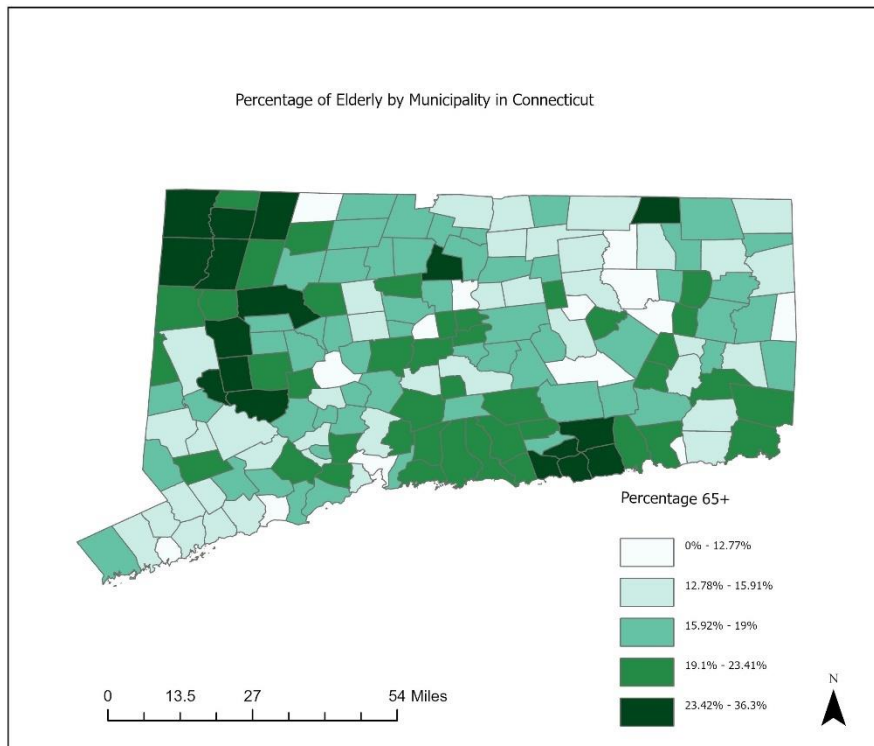 Percentage of Elderly by Municipality in Connecticut
Percentage 65+
0% - 12.77%
12.78% - 15.91%
15.92% - 19%
19.1% - 23.41%
23.42% - 36.3%
0 13.5 27 54 Miles
N